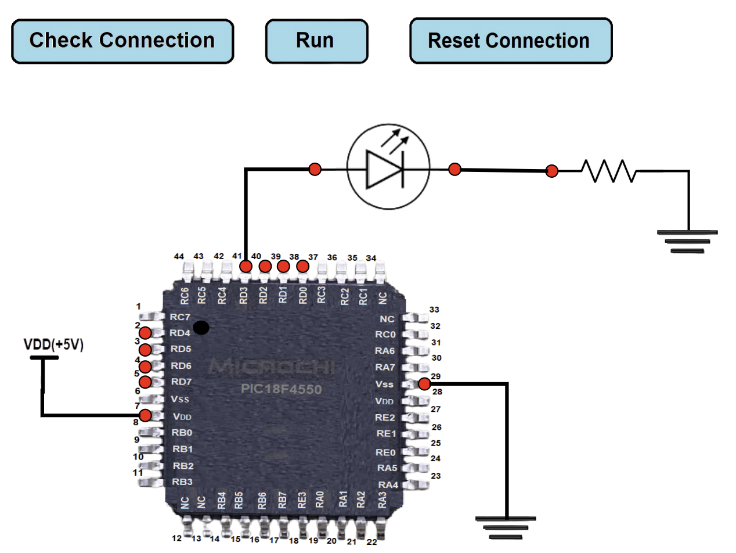 Check Connection Run Reset Connection
44 43 42 41 40 39 38 37 36 35 34
RC6 RC5 RC4 RD3 RD2 RD1 RD0 RC3 RC2 RC1 NC
1 RC7 NC 33
2 RD4 RC0 32
3 RD5 RA6 31
VDD(+5V)
4 RD6 RA7 30
MICROCHI
5 RD7 Vss 29
PIC18F4550
6 Vss VDD 28
7 VDD RE2 27
8 RB0 RE1 26
9 RB1 RE0 25
10 RB2 RA5 24
11 RB3 RA4 23
NC NC RB4 RB5 RB6 RB7 RE3 RA0 RA1 RA2 RA3
12 13 14 15 16 17 18 19 20 21 22